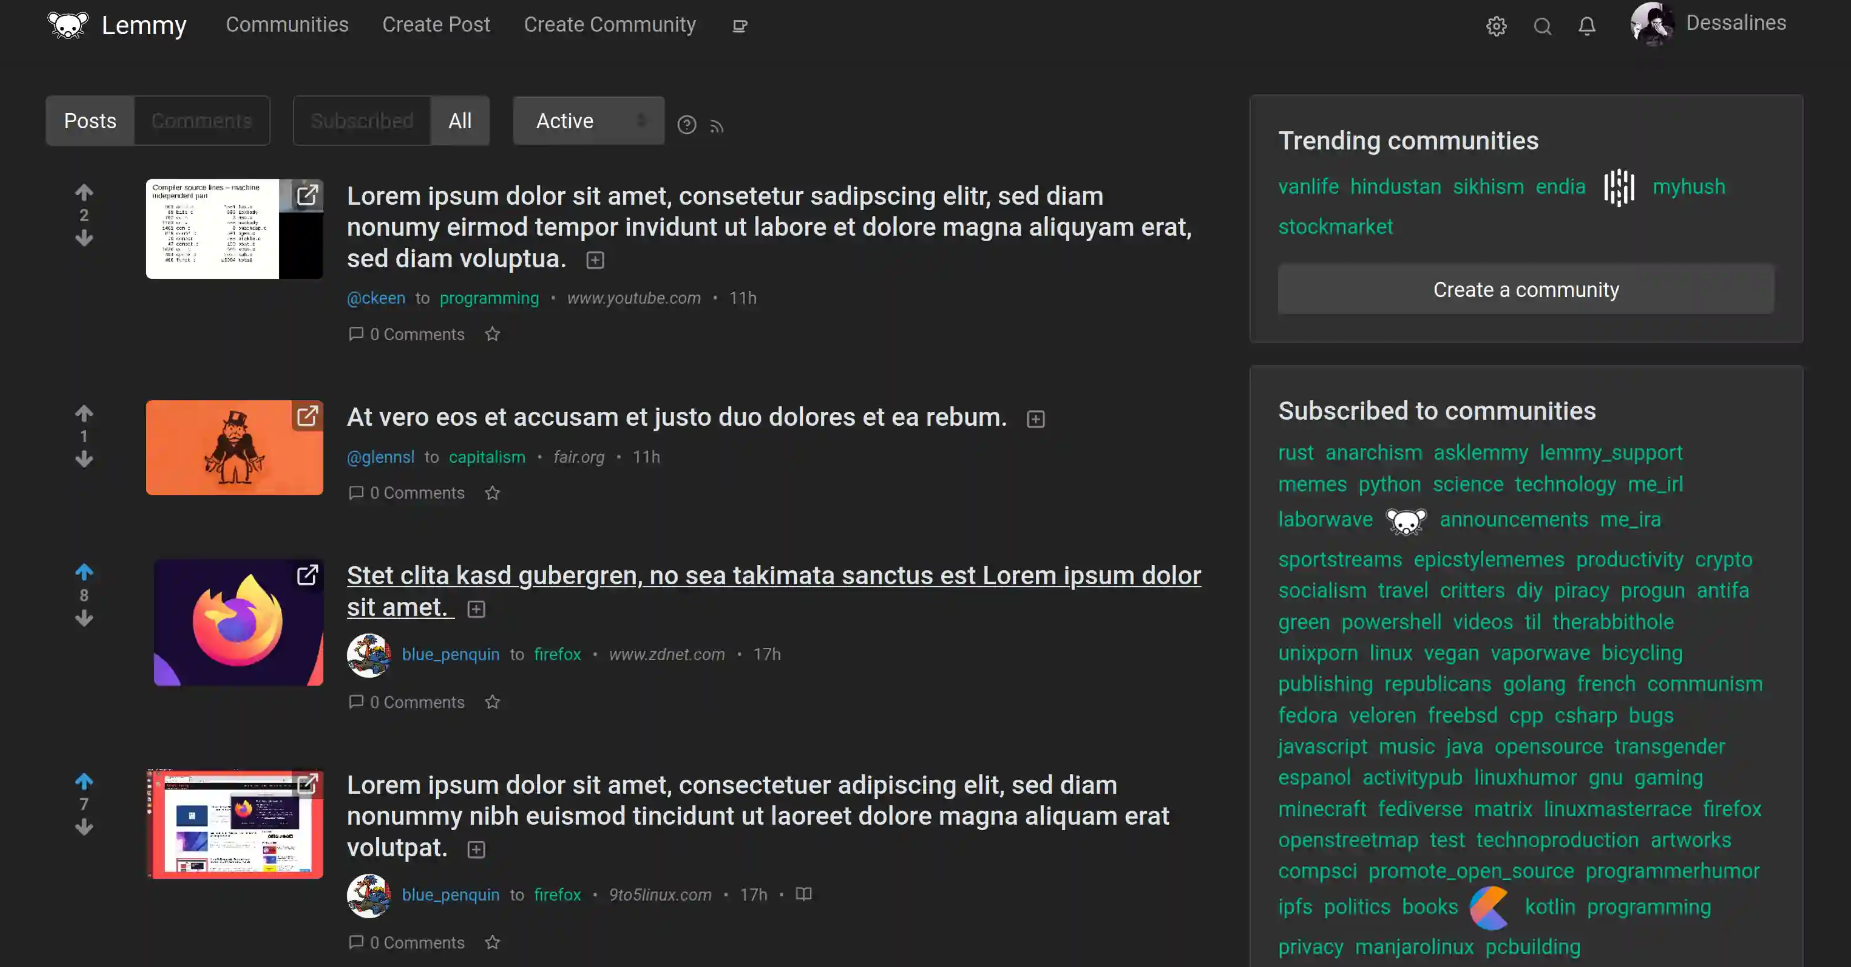 Lemmy Communities Create Post Create Community
Dessalines
Posts Comments Subscribed All Active
2
Compiler source lines – machine
independent part
Lorem ipsum dolor sit amet, consetetur sadipscing elitr, sed diam
nonumy eirmod tempor invidunt ut labore et dolore magna aliquyam erat,
sed diam voluptua.
@ckeen to programming • www.youtube.com • 11h
0 Comments
1
At vero eos et accusam et justo duo dolores et ea rebum.
@glennsl to capitalism • fair.org • 11h
0 Comments
8
Stet clita kasd gubergren, no sea takimata sanctus est Lorem ipsum dolor
sit amet.
blue_penquin to firefox • www.zdnet.com • 17h
0 Comments
7
Lorem ipsum dolor sit amet, consectetuer adipiscing elit, sed diam
nonummy nibh euismod tincidunt ut laoreet dolore magna aliquam erat
volutpat.
blue_penquin to firefox • 9to5linux.com • 17h •
0 Comments
Trending communities
vanlife hindustan sikhism endia myhush
stockmarket
Create a community
Subscribed to communities
rust anarchism asklemmy lemmy_support
memes python science technology me_irl
laborwave announcements me_ira
sportstreams epicstylememes productivity crypto
socialism travel critters diy piracy progun antifa
green powershell videos til therabbithole
unixporn linux vegan vaporwave bicycling
publishing republicans golang french communism
fedora veloren freebsd cpp csharp bugs
javascript music java opensource transgender
espanol activitypub linuxhumor gnu gaming
minecraft fediverse matrix linuxmasterrace firefox
openstreetmap test technoproduction artworks
compsci promote_open_source programmerhumor
ipfs politics books kotlin programming
privacy manjarolinux pcbuilding